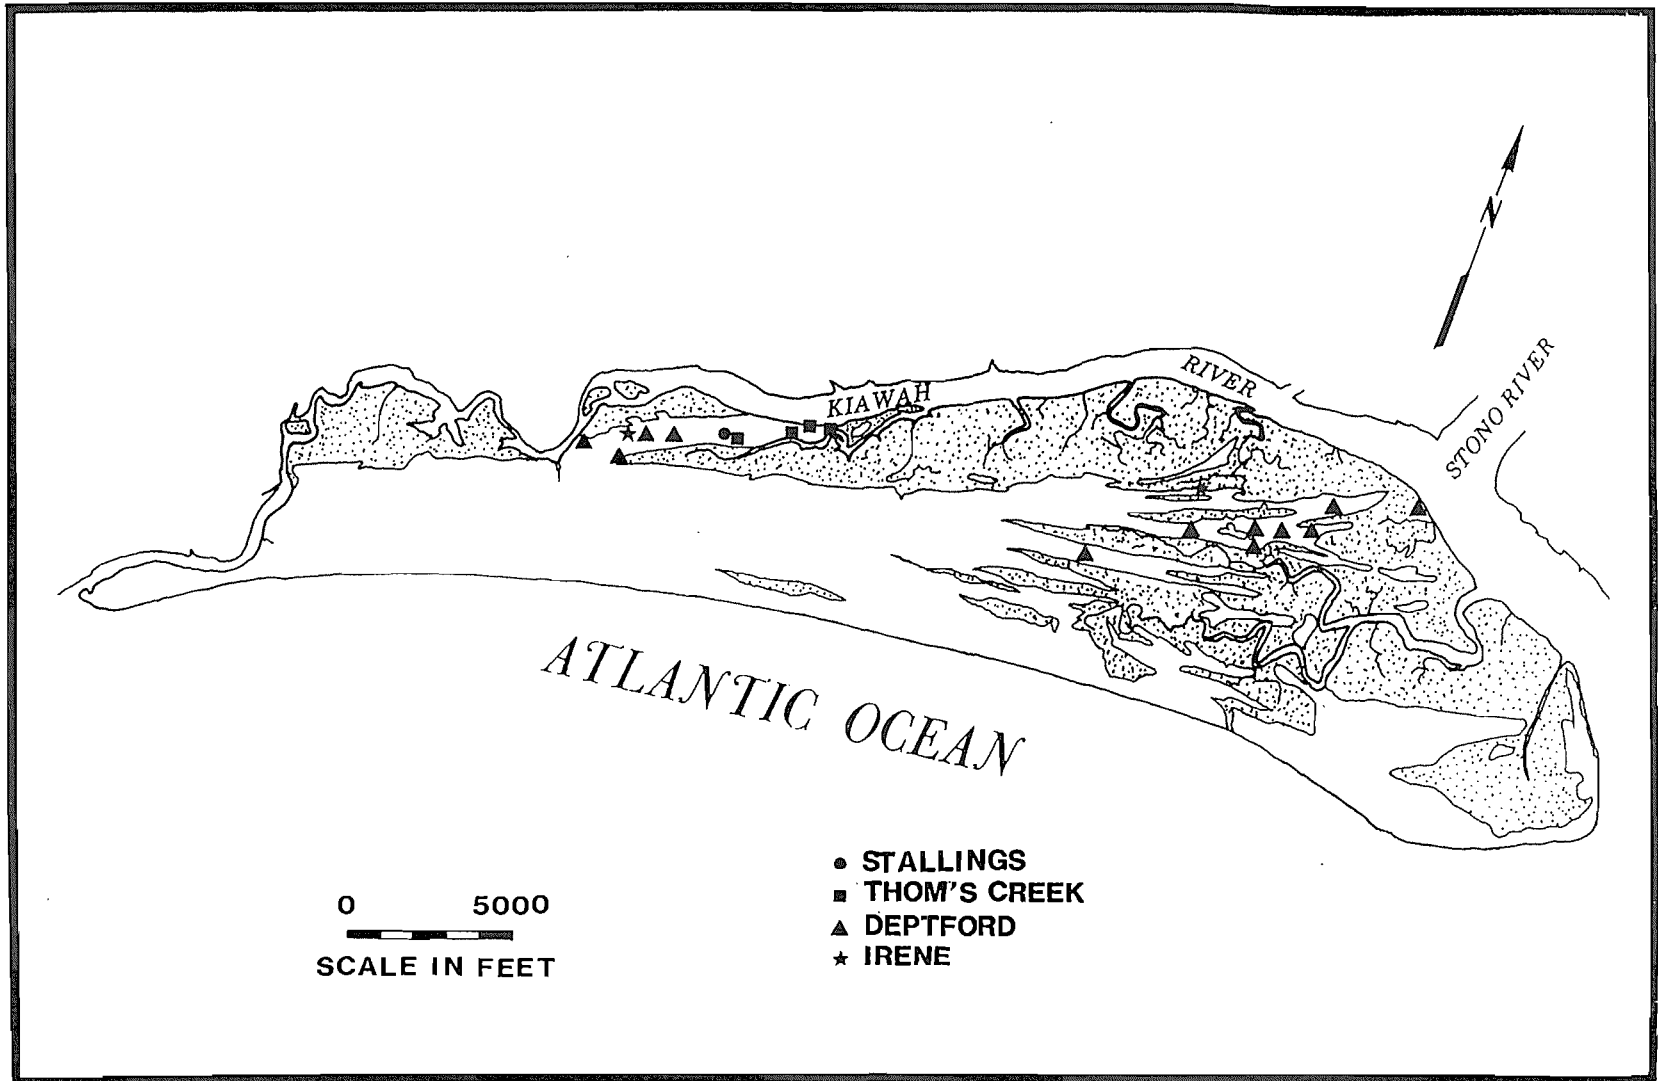 N
RIVER
KIAWAH
STONO RIVER
ATLANTIC OCEAN
STALLINGS
THOM'S CREEK
DEPTFORD
IRENE
0 5000
SCALE IN FEET